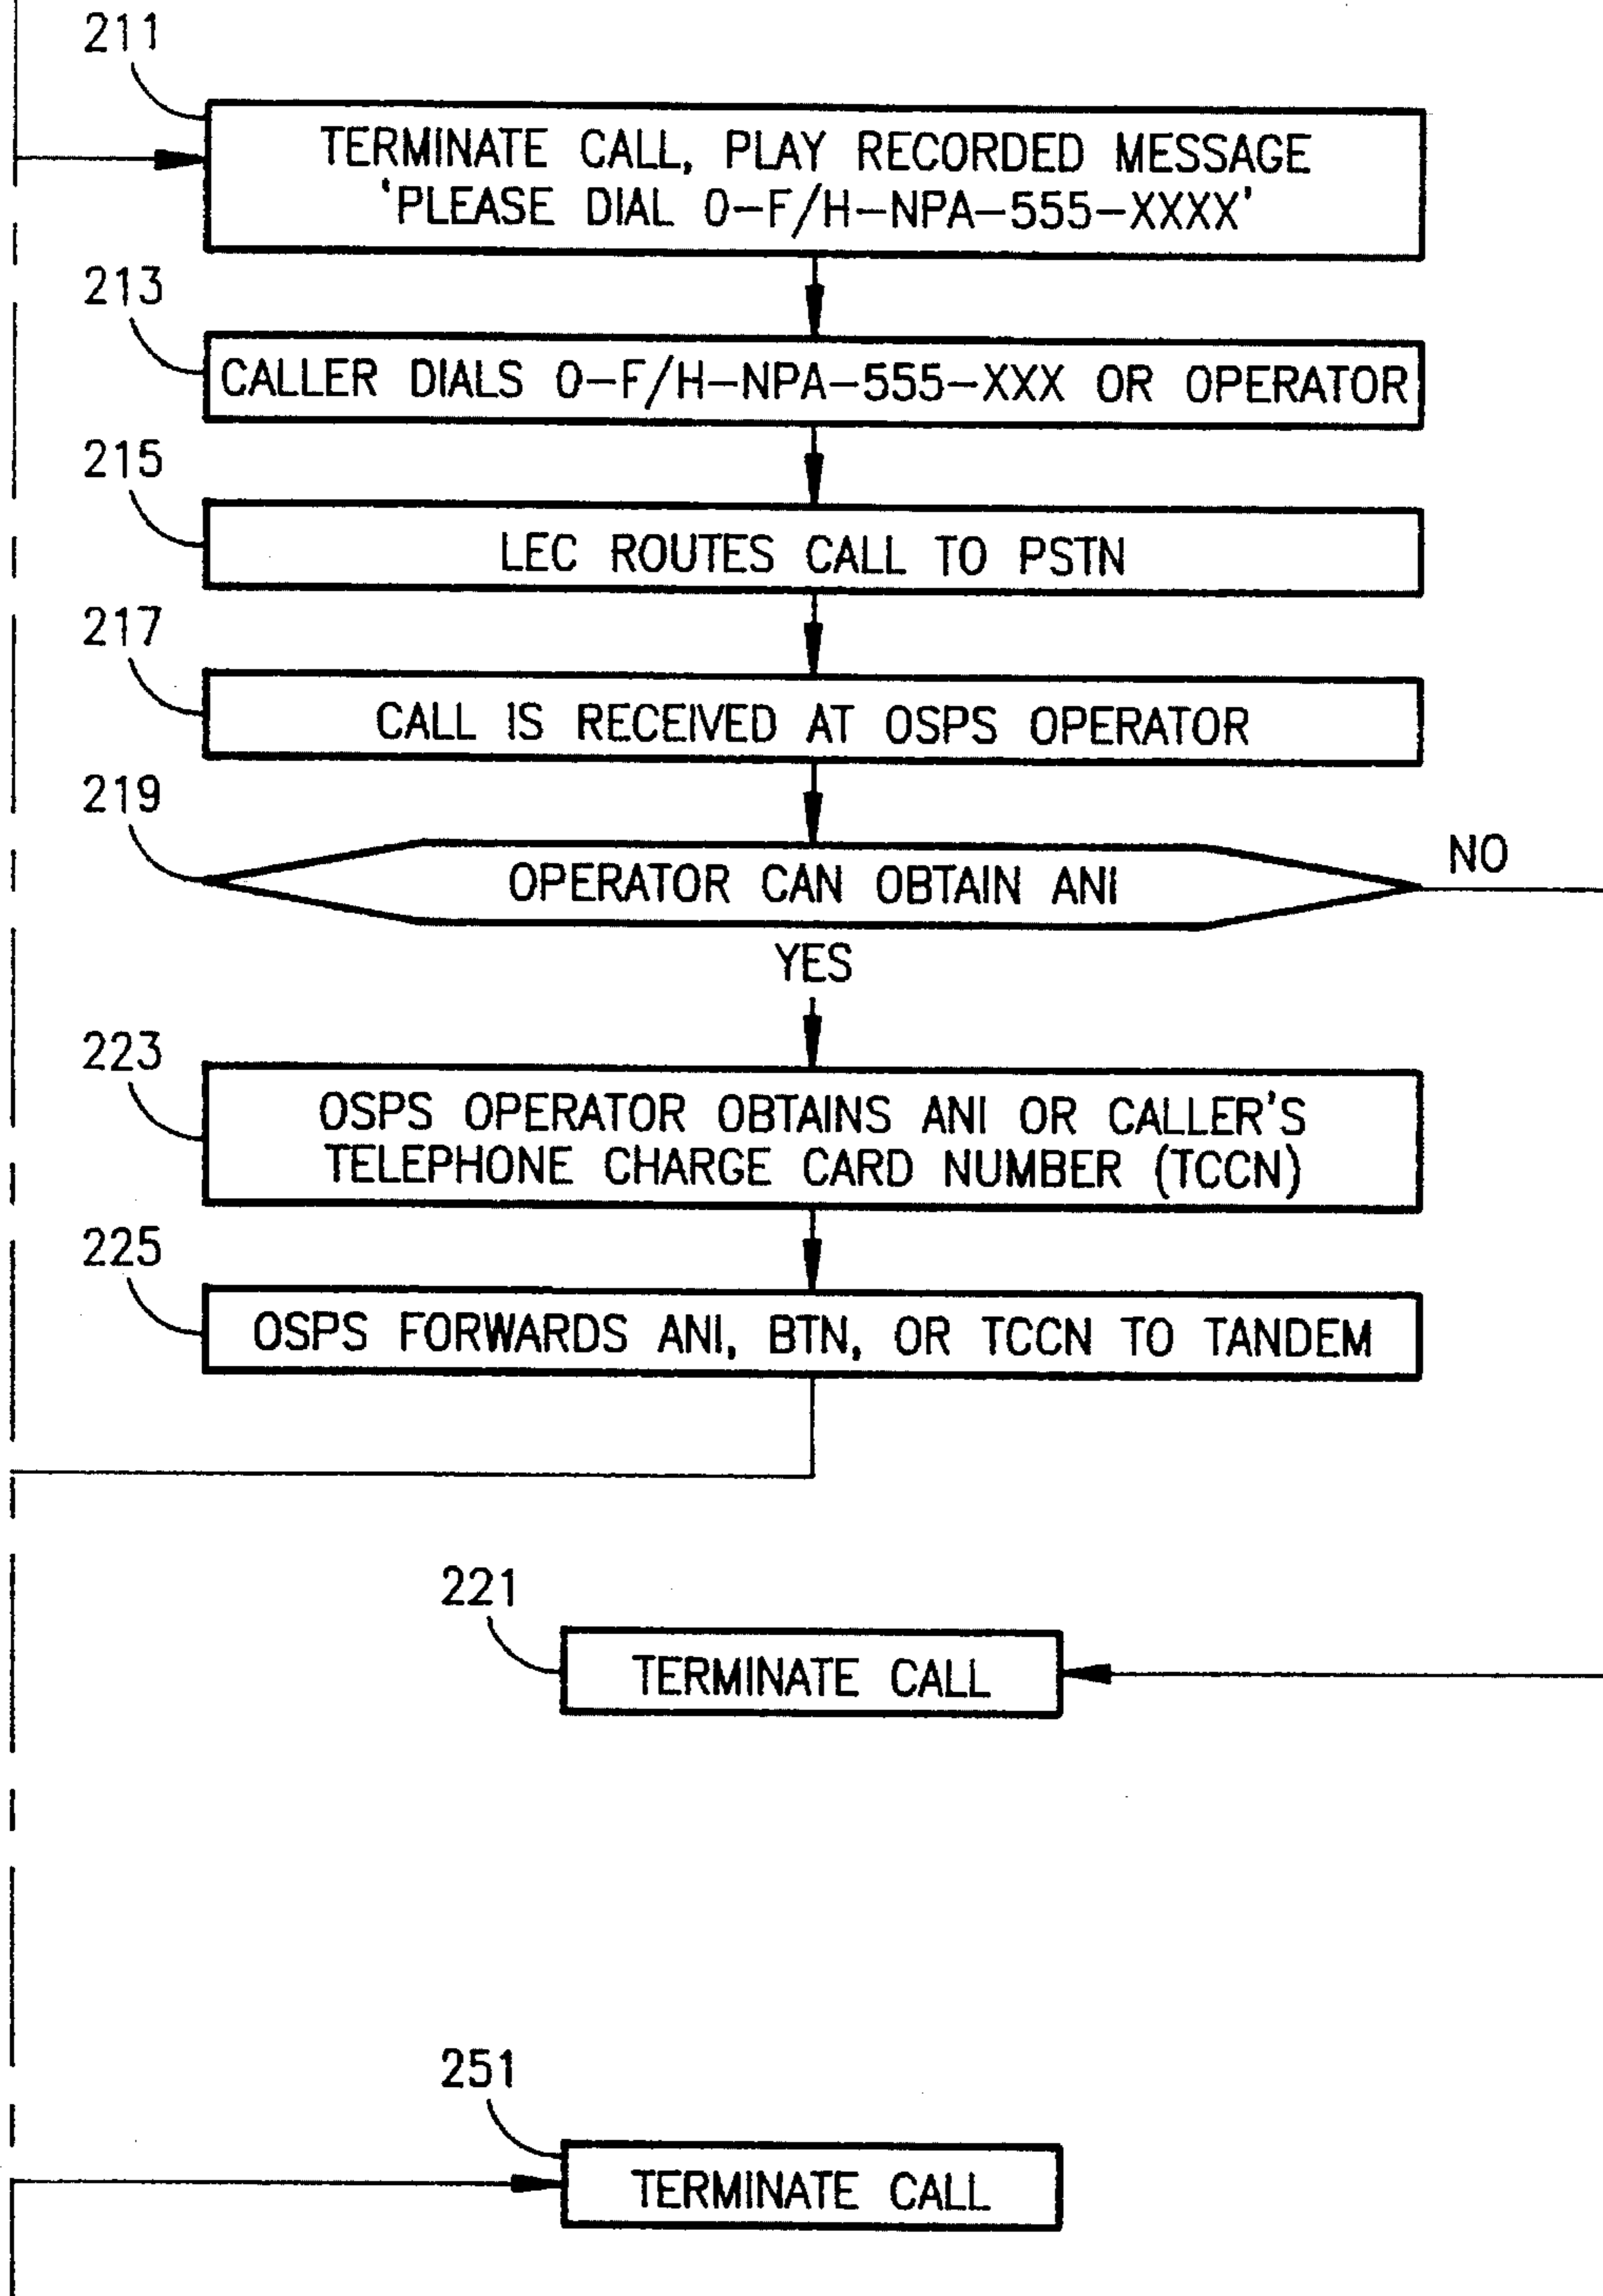 211
TERMINATE CALL, PLAY RECORDED MESSAGE
'PLEASE DIAL 0-F/H-NPA-555-XXXX'
213
CALLER DIALS 0-F/H-NPA-555-XXX OR OPERATOR
215
LEC ROUTES CALL TO PSTN
217
CALL IS RECEIVED AT OSPS OPERATOR
219
OPERATOR CAN OBTAIN ANI
NO
YES
223
OSPS OPERATOR OBTAINS ANI OR CALLER'S
TELEPHONE CHARGE CARD NUMBER (TCCN)
225
OSPS FORWARDS ANI, BTN, OR TCCN TO TANDEM
221
TERMINATE CALL
251
TERMINATE CALL